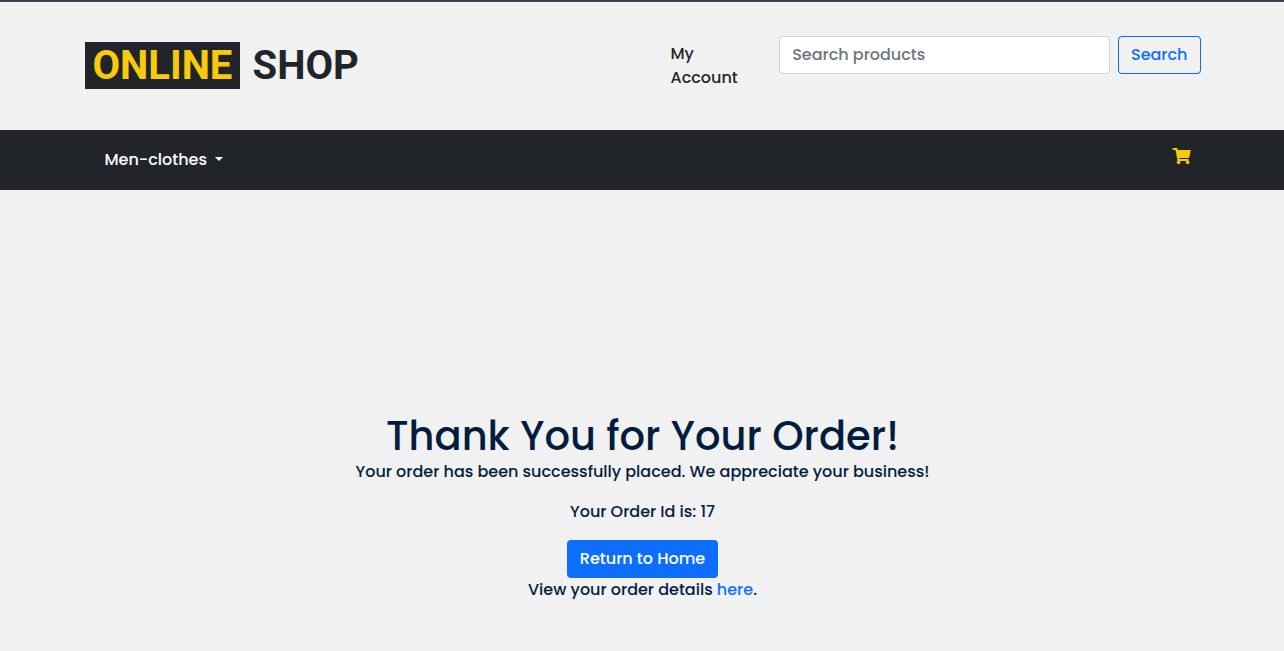 ONLINE SHOP
My
Account
Search products
Search
Men-clothes
Thank You for Your Order!
Your order has been successfully placed. We appreciate your business!
Your Order Id is: 17
Return to Home
View your order details here.